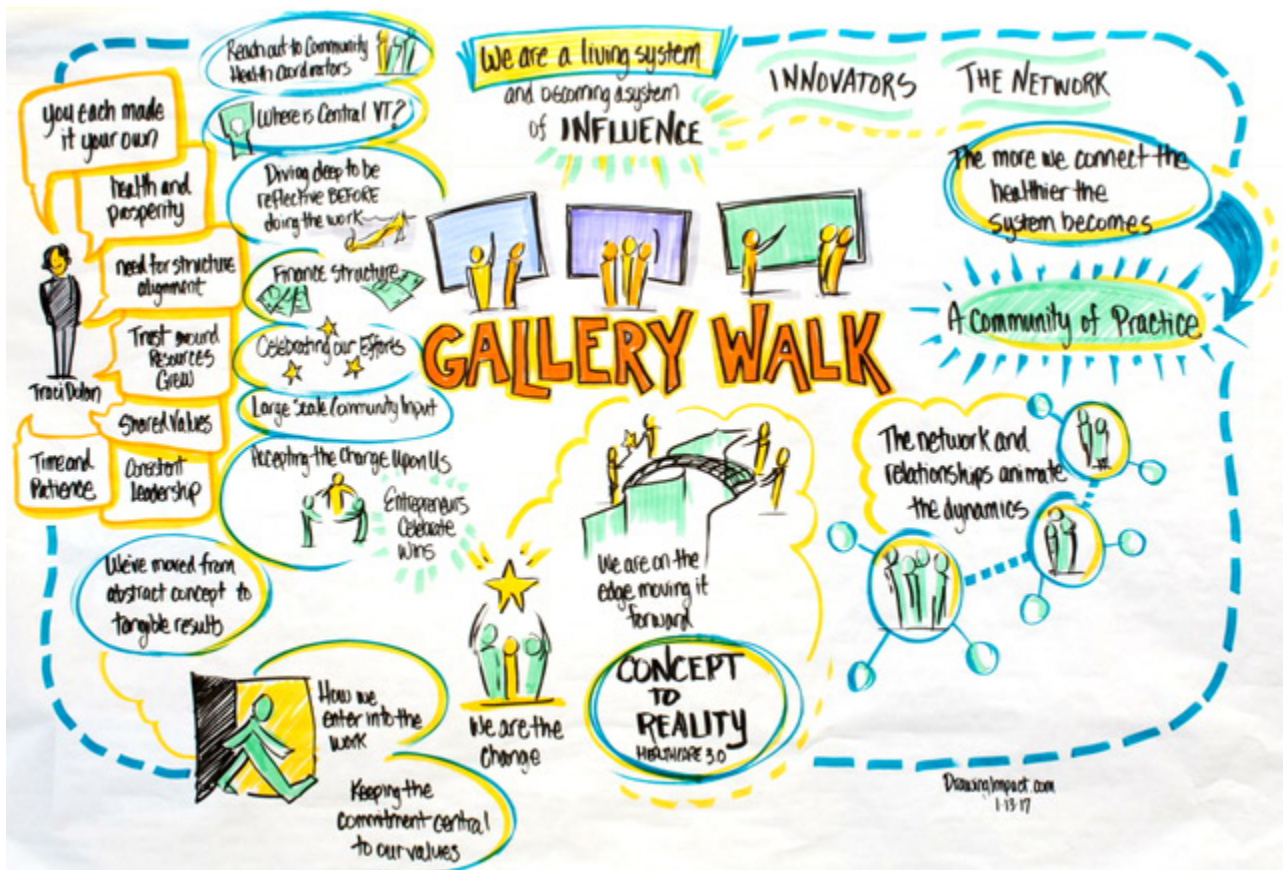 Reach out to Community
Health Coordinators
Where is Central VT?
Diving deep to be
reflective BEFORE
doing the work
Finance Structure
Celebrating our Efforts
Large Scale Community Input
Accepting the Change Upon Us
Entrepreneurs
Celebrate
Wins
you each made
it your own
health and
prosperity
need for structure
alignment
Trust around
Resources
Grew
Shared Values
Time and
Patience
Consistent
Leadership
Traci Dolan
We've moved from
abstract concept to
tangible results
How we
enter into the
work
Keeping the
commitment central
to our values
We are a living system
and becoming a system
of INFLUENCE
GALLERY WALK
We are the
Change
We are on the
edge moving it
forward
CONCEPT
TO
REALITY
HEALTHCARE 3.0
INNOVATORS
THE NETWORK
The more we connect the
healthier the
system becomes
A Community of Practice
The network and
relationships animate
the dynamics
DrawingImpact.com
1.13.17